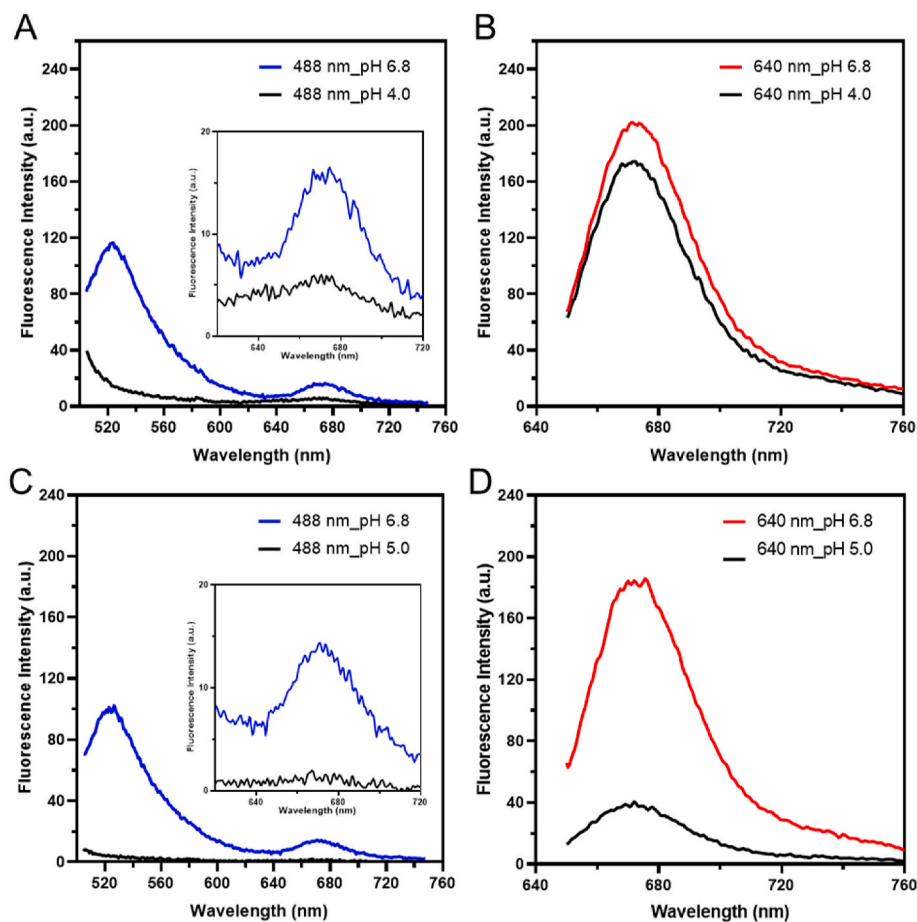 A
240
200
160
120
80
40
0
Fluorescence Intensity (a.u.)
520 560 600 640 680 720 760
Wavelength (nm)
488 nm_pH 6.8
488 nm_pH 4.0
20
10
0
Fluorescence Intensity (a.u.)
640 680 720
Wavelength (nm)
B
240
200
160
120
80
40
0
Fluorescence Intensity (a.u.)
640 680 720 760
Wavelength (nm)
640 nm_pH 6.8
640 nm_pH 4.0
C
240
200
160
120
80
40
0
Fluorescence Intensity (a.u.)
520 560 600 640 680 720 760
Wavelength (nm)
488 nm_pH 6.8
488 nm_pH 5.0
20
10
0
Fluorescence Intensity (a.u.)
640 680 720
Wavelength (nm)
D
240
200
160
120
80
40
0
Fluorescence Intensity (a.u.)
640 680 720 760
Wavelength (nm)
640 nm_pH 6.8
640 nm_pH 5.0